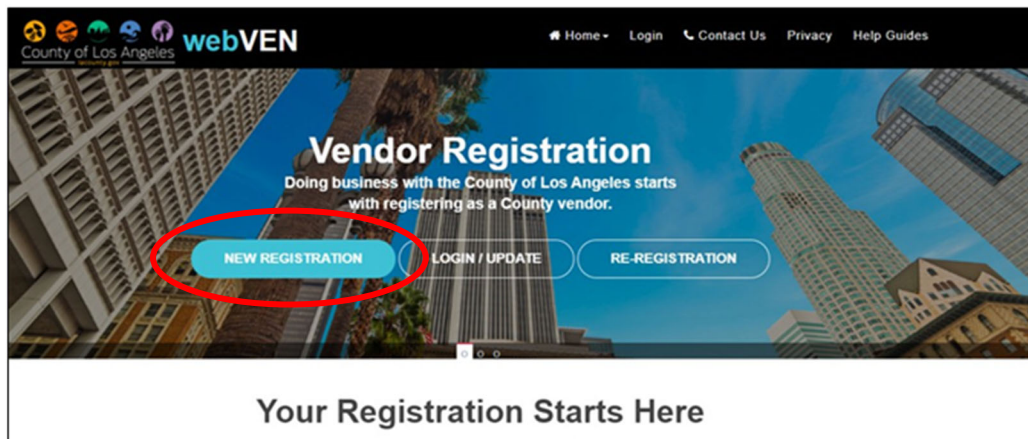 County of Los Angeles
lacounty.gov
webVEN
Home
Login
Contact Us
Privacy
Help Guides
Vendor Registration
Doing business with the County of Los Angeles starts
with registering as a County vendor.
NEW REGISTRATION
LOGIN / UPDATE
RE-REGISTRATION
Your Registration Starts Here